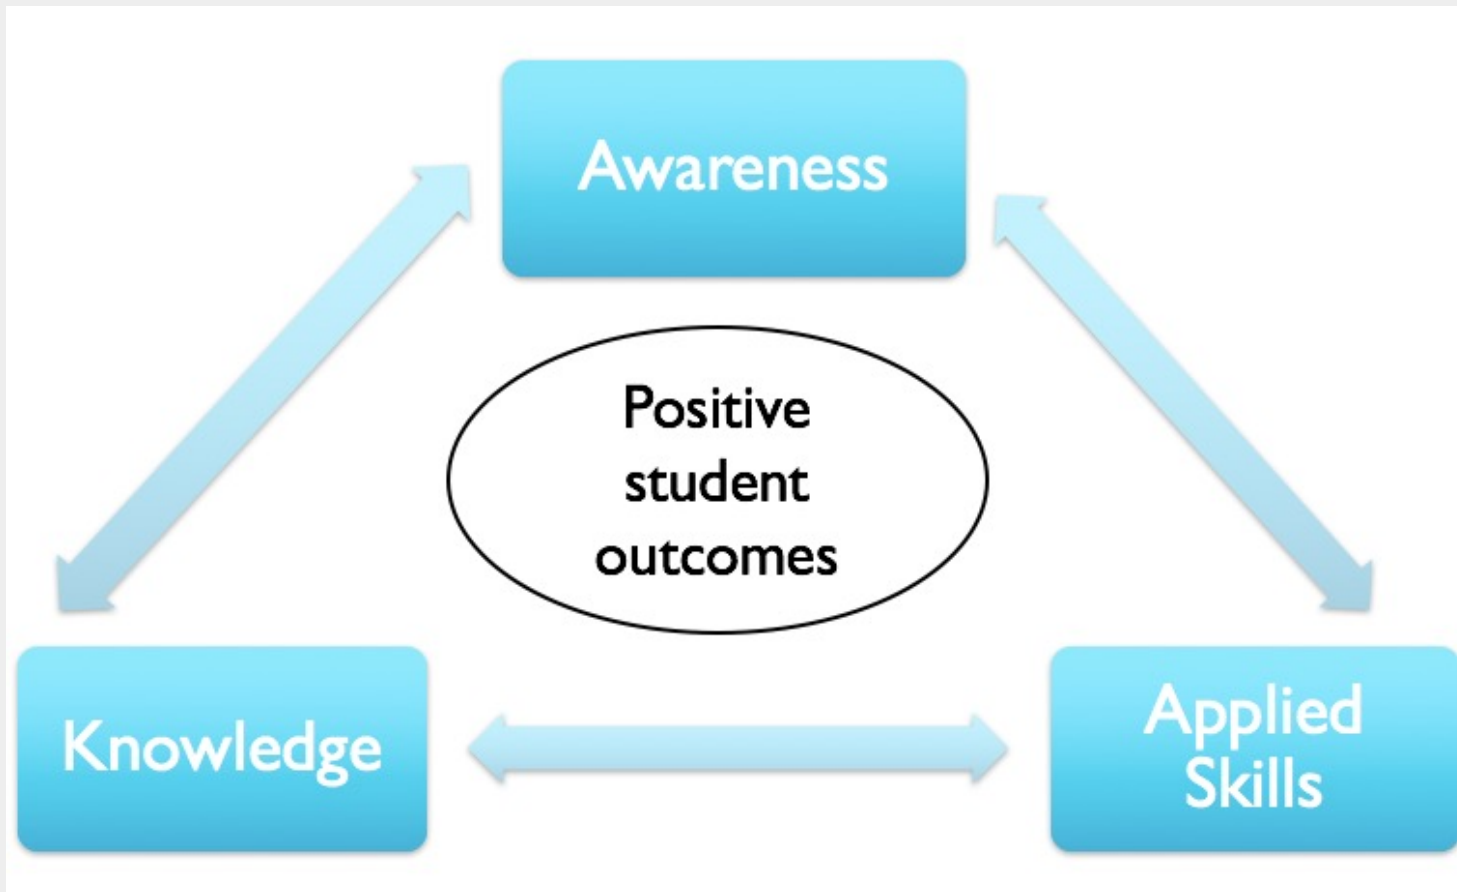 Awareness
Positive
student
outcomes
Knowledge
Applied
Skills